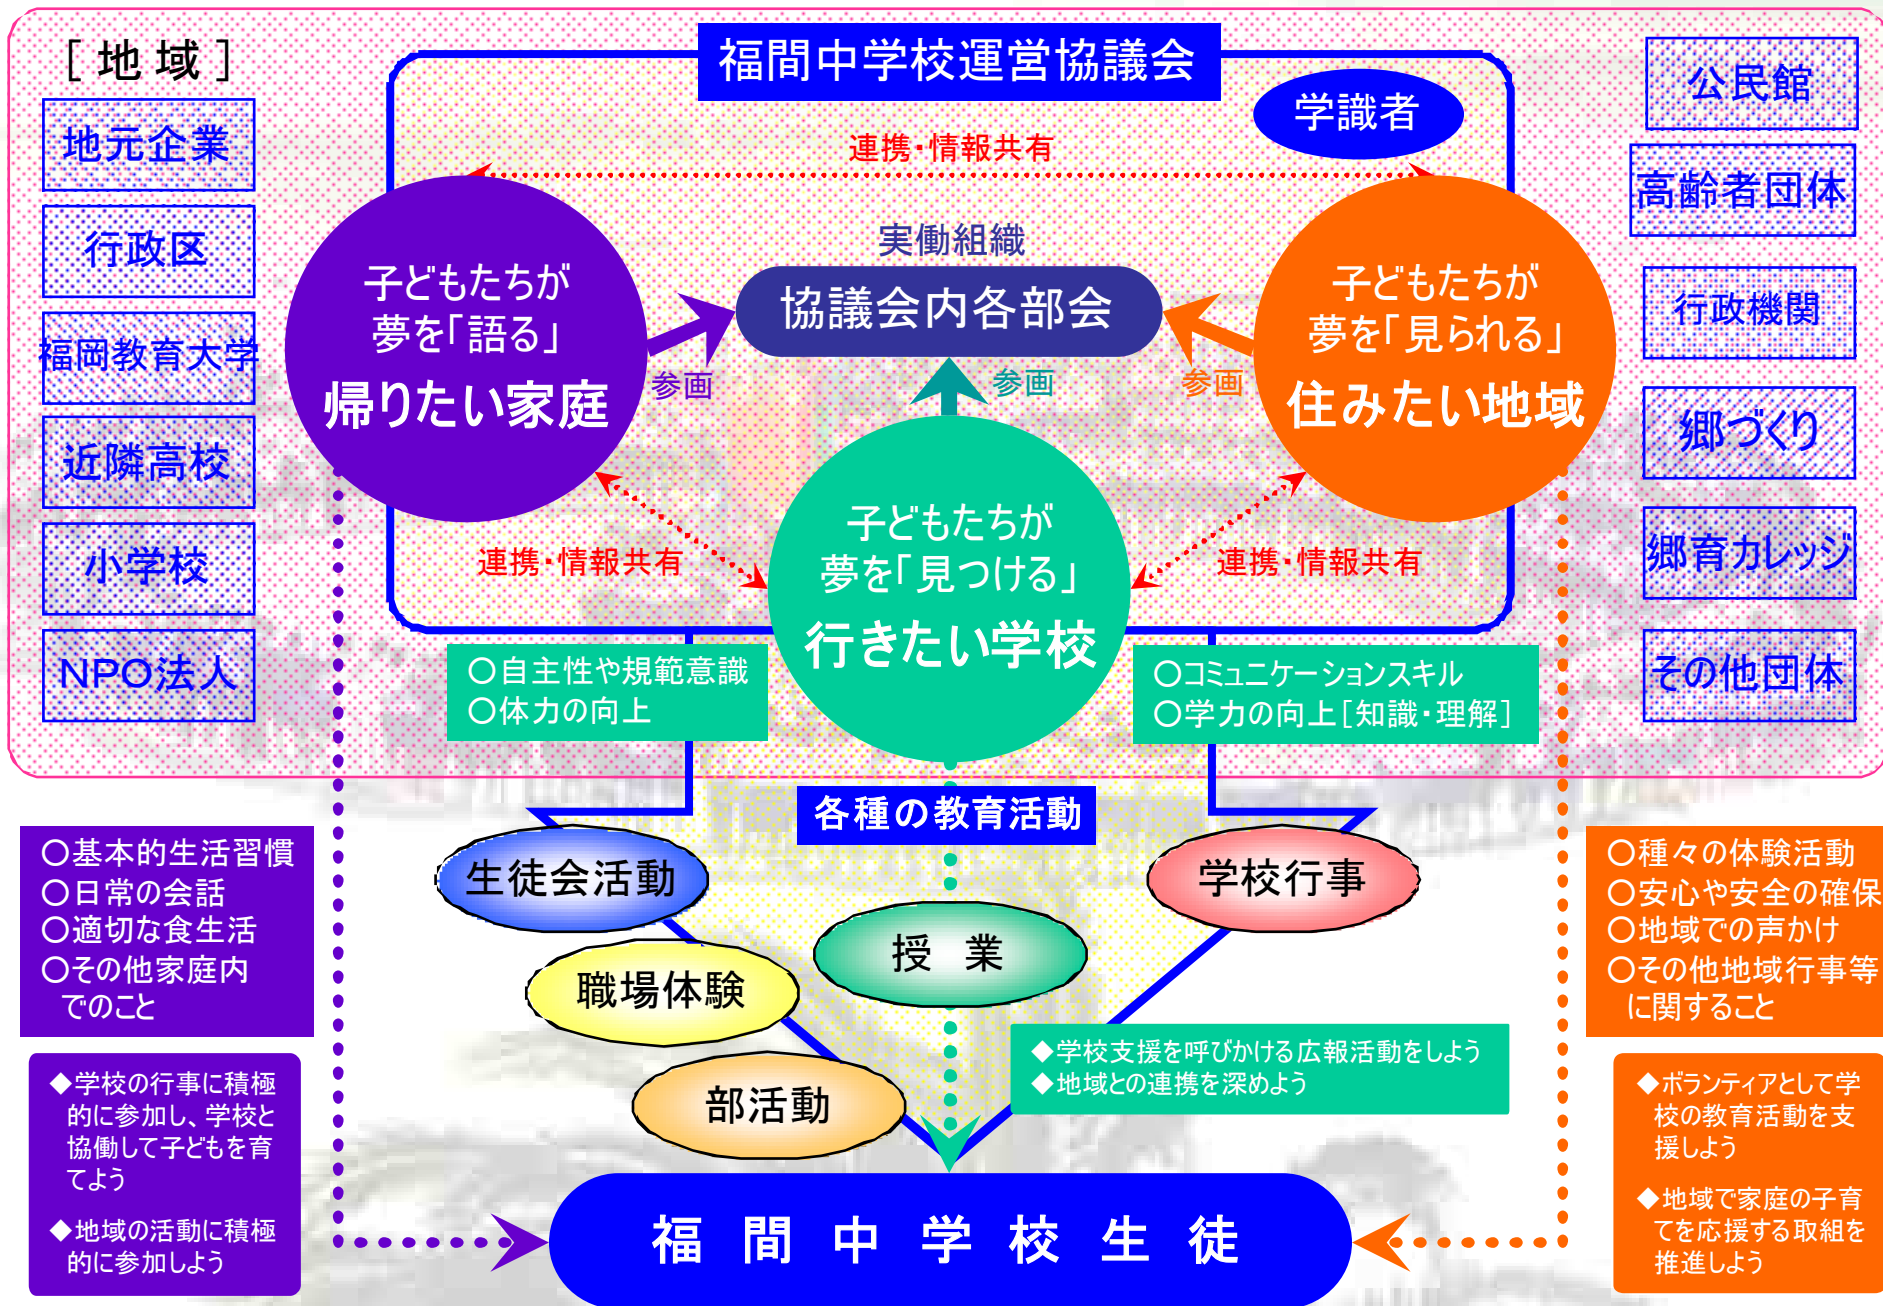 ［ 地 域 ］
福間中学校運営協議会
学識者
地元企業
行政区
福岡教育大学
近隣高校
小学校
NPO法人
公民館
高齢者団体
行政機関
郷づくり
郷育カレッジ
その他団体
連携・情報共有
実働組織
協議会内各部会
子どもたちが
夢を「語る」
帰りたい家庭
参画
参画
参画
子どもたちが
夢を「見られる」
住みたい地域
子どもたちが
夢を「見つける」
行きたい学校
連携・情報共有
連携・情報共有
〇自主性や規範意識
〇体力の向上
〇コミュニケーションスキル
〇学力の向上［知識・理解］
各種の教育活動
生徒会活動
学校行事
授　業
職場体験
部活動
〇基本的生活習慣
〇日常の会話
〇適切な食生活
〇その他家庭内
でのこと
◆学校の行事に積極
的に参加し、学校と
協働して子どもを育
てよう
◆地域の活動に積極
的に参加しよう
◆学校支援を呼びかける広報活動をしよう
◆地域との連携を深めよう
〇種々の体験活動
〇安心や安全の確保
〇地域での声かけ
〇その他地域行事等
に関すること
◆ボランティアとして学
校の教育活動を支
援しよう
◆地域で家庭の子育
てを応援する取組を
推進しよう
福 間 中 学 校 生 徒